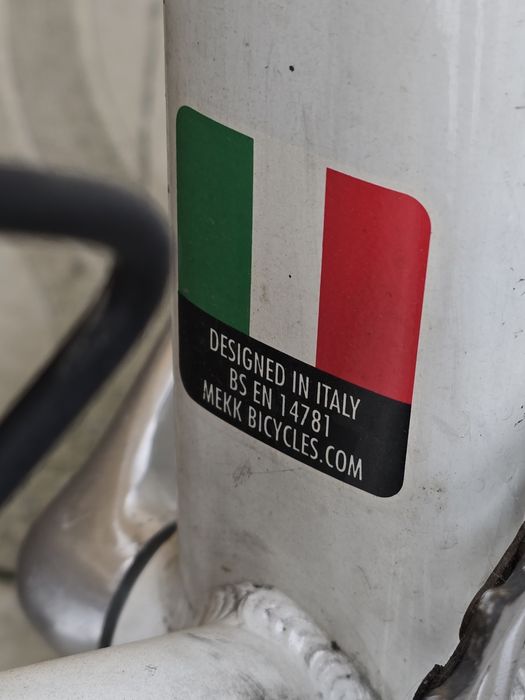 DESIGNED IN ITALY
BS EN 14781
MEKK BICYCLES.COM